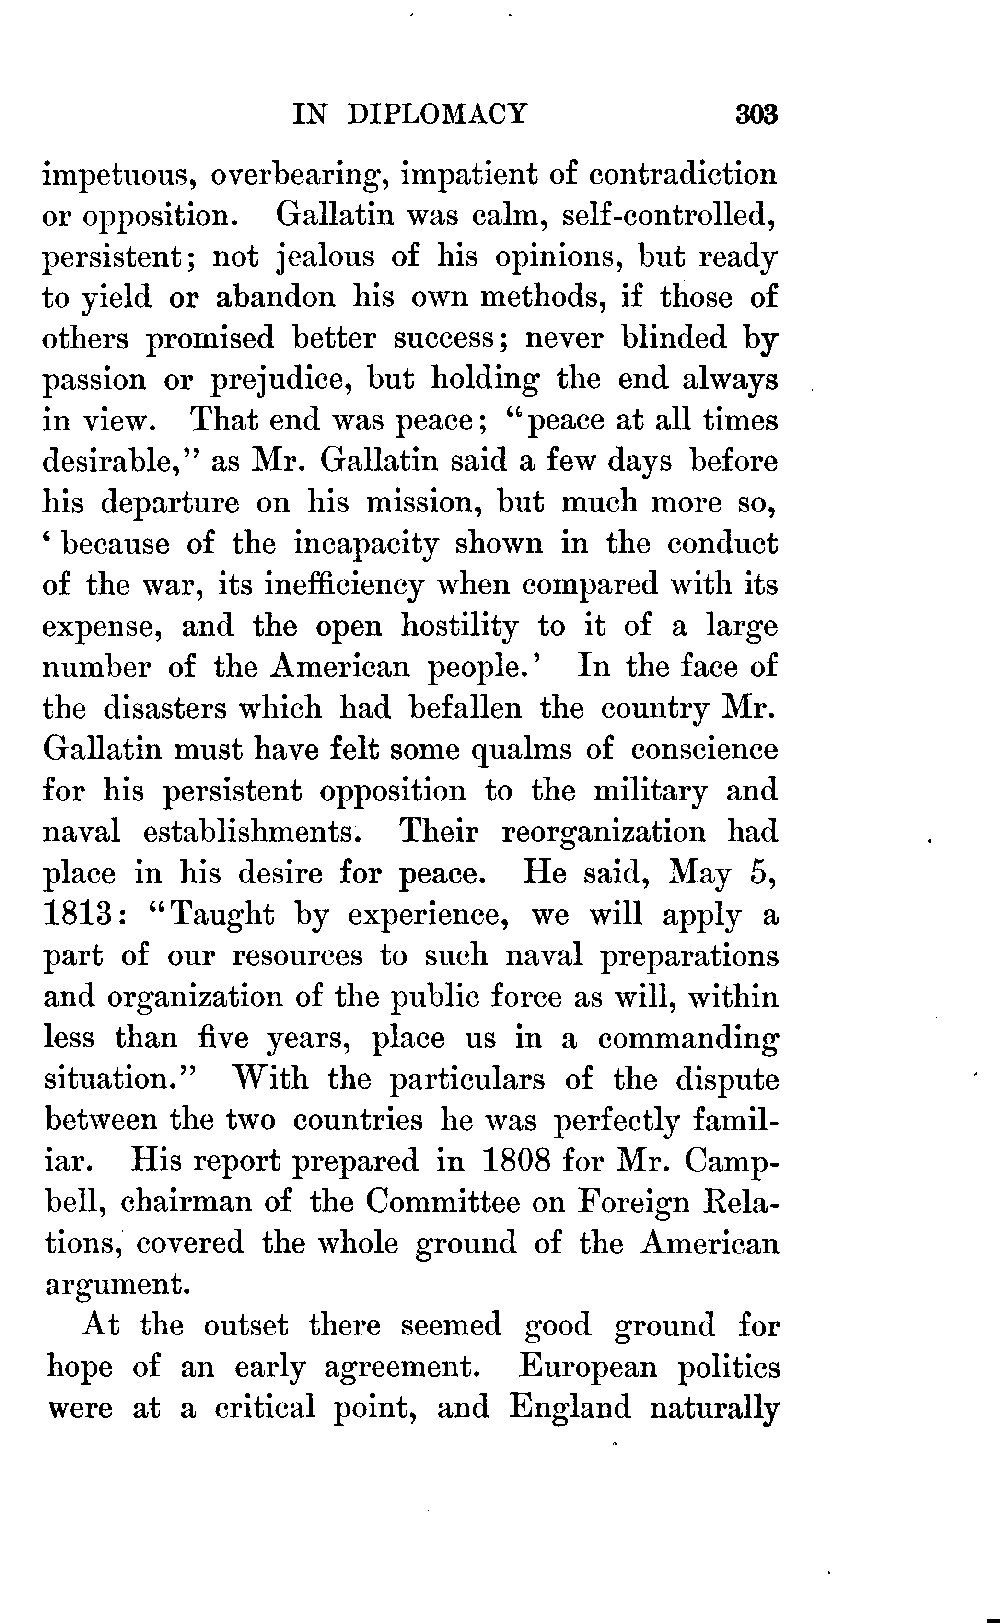 IN DIPLOMACY 303
impetuous, overbearing, impatient of contradiction
or opposition. Gallatin was calm, self-controlled,
persistent; not jealous of his opinions, but ready
to yield or abandon his own methods, if those of
others promised better success; never blinded by
passion or prejudice, but holding the end always
in view. That end was peace; “peace at all times
desirable,” as Mr. Gallatin said a few days before
his departure on his mission, but much more so,
‘ because of the incapacity shown in the conduct
of the war, its inefficiency when compared with its
expense, and the open hostility to it of a large
number of the American people.’ In the face of
the disasters which had befallen the country Mr.
Gallatin must have felt some qualms of conscience
for his persistent opposition to the military and
naval establishments. Their reorganization had
place in his desire for peace. He said, May 5,
1813: “Taught by experience, we will apply a
part of our resources to such naval preparations
and organization of the public force as will, within
less than five years, place us in a commanding
situation.” With the particulars of the dispute
between the two countries he was perfectly famil-
iar. His report prepared in 1808 for Mr. Camp-
bell, chairman of the Committee on Foreign Rela-
tions, covered the whole ground of the American
argument.
At the outset there seemed good ground for
hope of an early agreement. European politics
were at a critical point, and England naturally